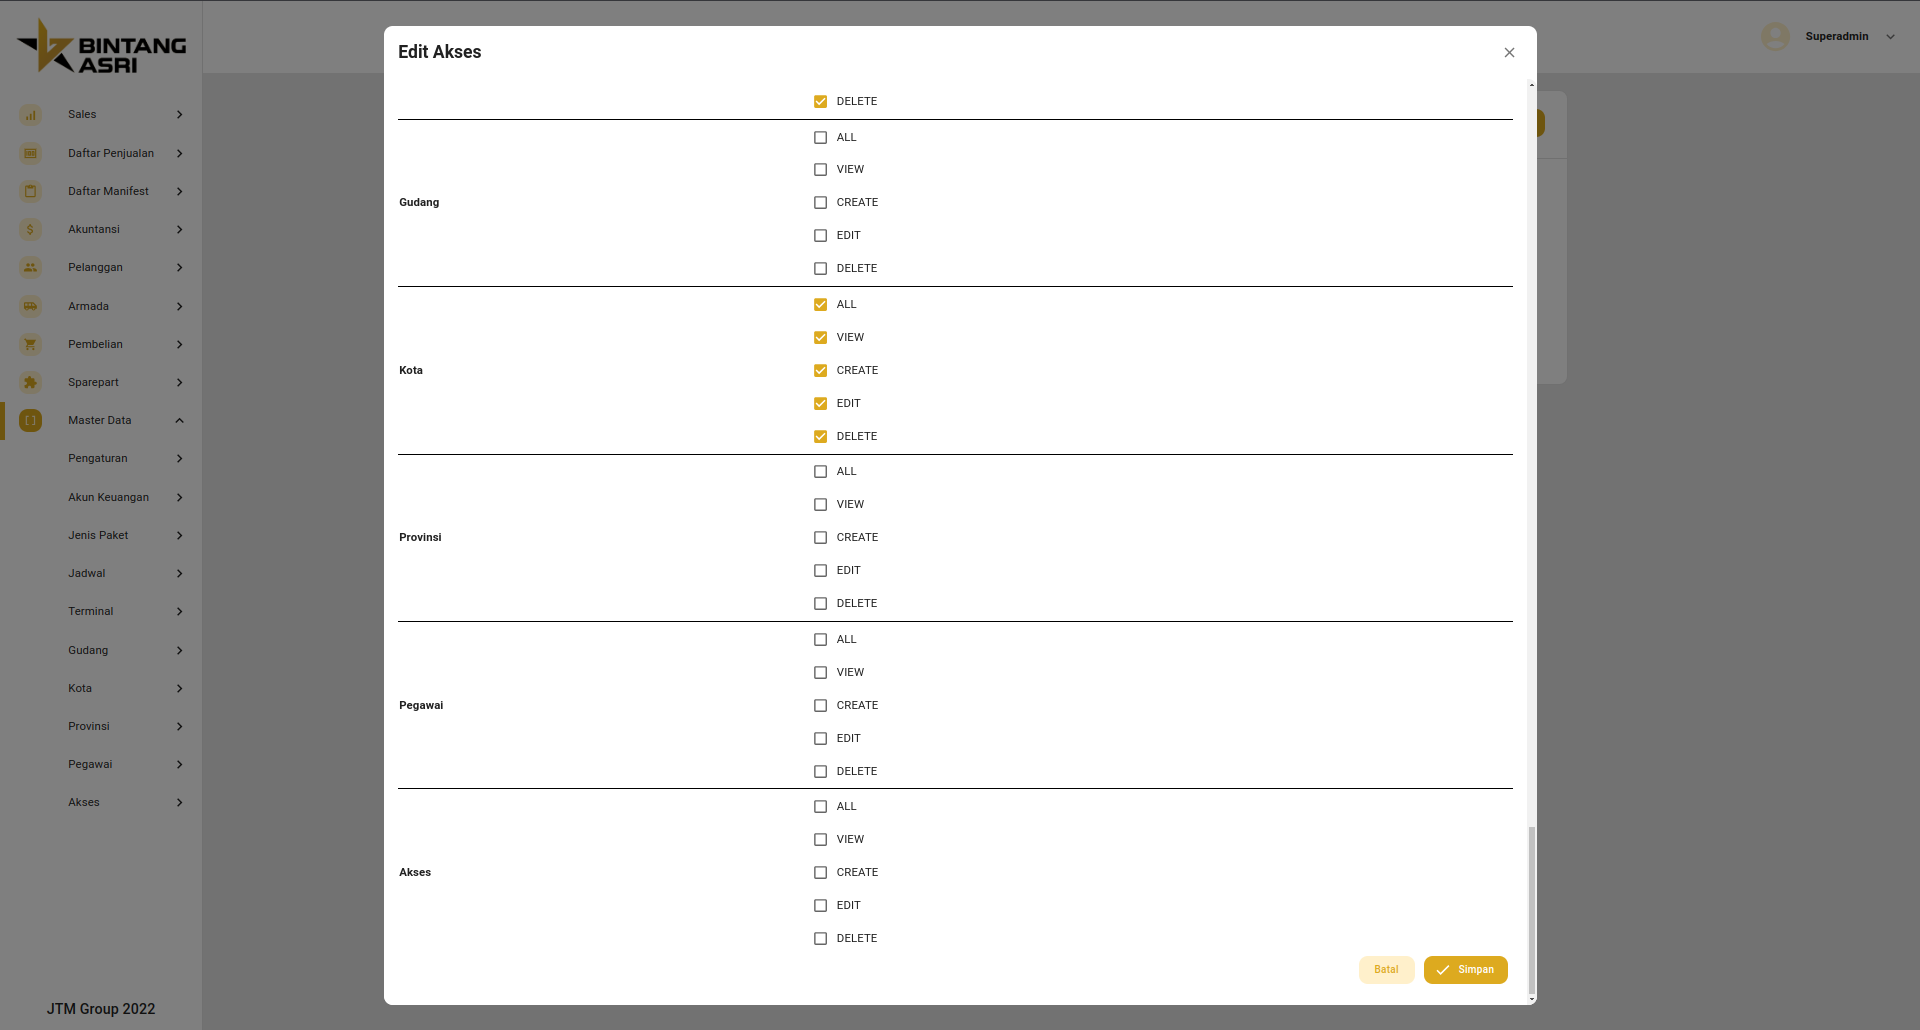 BINTANG
ASRI
Sales
Daftar Penjualan
Daftar Manifest
Akuntansi
Pelanggan
Armada
Pembelian
Sparepart
Master Data
Pengaturan
Akun Keuangan
Jenis Paket
Jadwal
Terminal
Gudang
Kota
Provinsi
Pegawai
Akses
JTM Group 2022
Superadmin
Edit Akses
DELETE
Gudang
ALL
VIEW
CREATE
EDIT
DELETE
Kota
ALL
VIEW
CREATE
EDIT
DELETE
Provinsi
ALL
VIEW
CREATE
EDIT
DELETE
Pegawai
ALL
VIEW
CREATE
EDIT
DELETE
Akses
ALL
VIEW
CREATE
EDIT
DELETE
Batal
Simpan